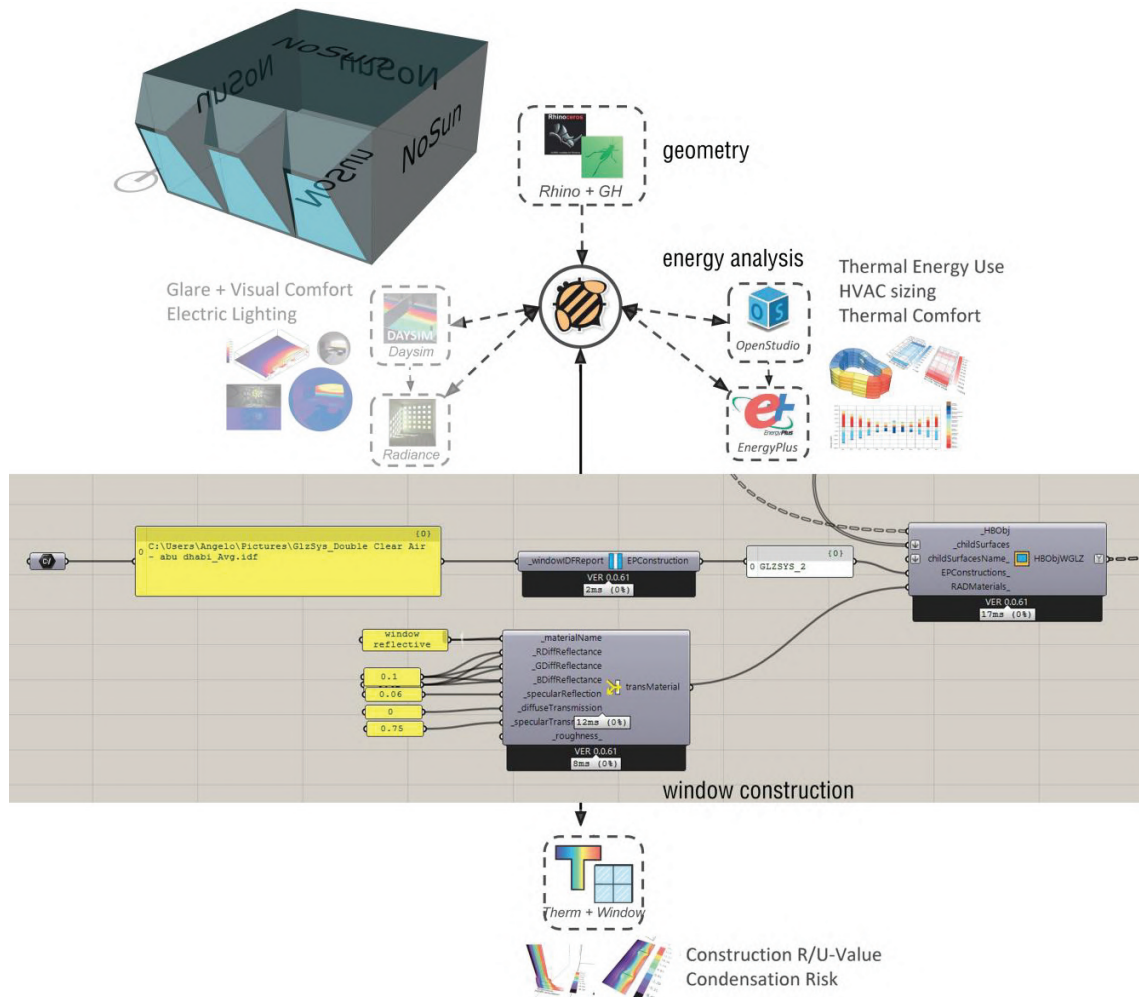 NoSun
NoSun
NoSun
NoSun
NoSun
Rhinoceros
Rhino + GH
geometry
energy analysis
Glare + Visual Comfort
Electric Lighting
DAYSIM
Daysim
Radiance
OS
OpenStudio
e+
EnergyPlus
EnergyPlus
Thermal Energy Use
HVAC sizing
Thermal Comfort
C:\
{0}
0 C:\Users\Angelo\Pictures\GlzSys_Double Clear Air
- abu dhabi_Avg.idf
_windowIDFReport EPConstruction
VER 0.0.61
2ms (0%)
{0}
0 GLZSYS_2
_HBObj
_childSurfaces
childSurfacesName_ HBObjWGLZ
EPConstructions_
RADMaterials_
VER 0.0.61
17ms (0%)
window
reflective
0.1
0.06
0
0.75
_materialName
_RDiffReflectance
_GDiffReflectance
_BDiffReflectance
_specularReflection
_diffuseTransmission
_roughness_
transMaterial
12ms (0%)
VER 0.0.61
8ms (0%)
window construction
T
Therm + Window
Construction R/U-Value
Condensation Risk